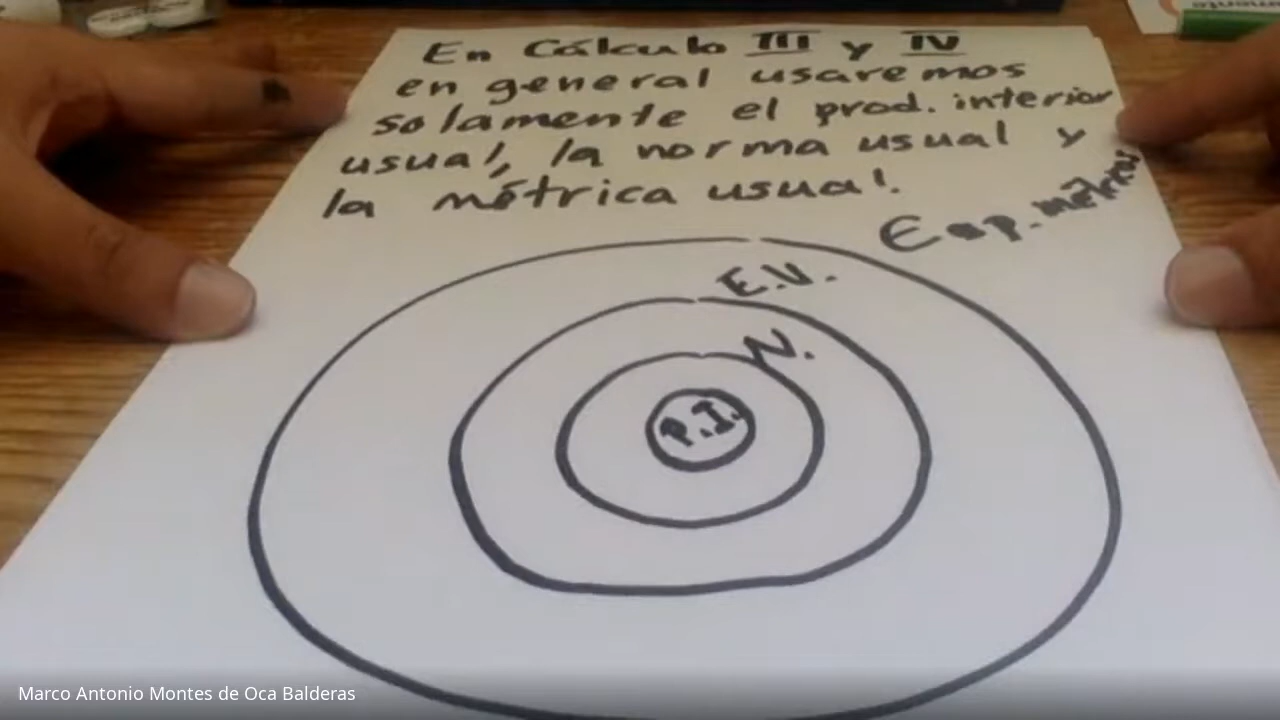 En Cálculo III y IV
en general usaremos
solamente el prod. interior
usual, la norma usual y
la métrica usual.
Esp. métricos
E.V.
N.
P.I.
Marco Antonio Montes de Oca Balderas